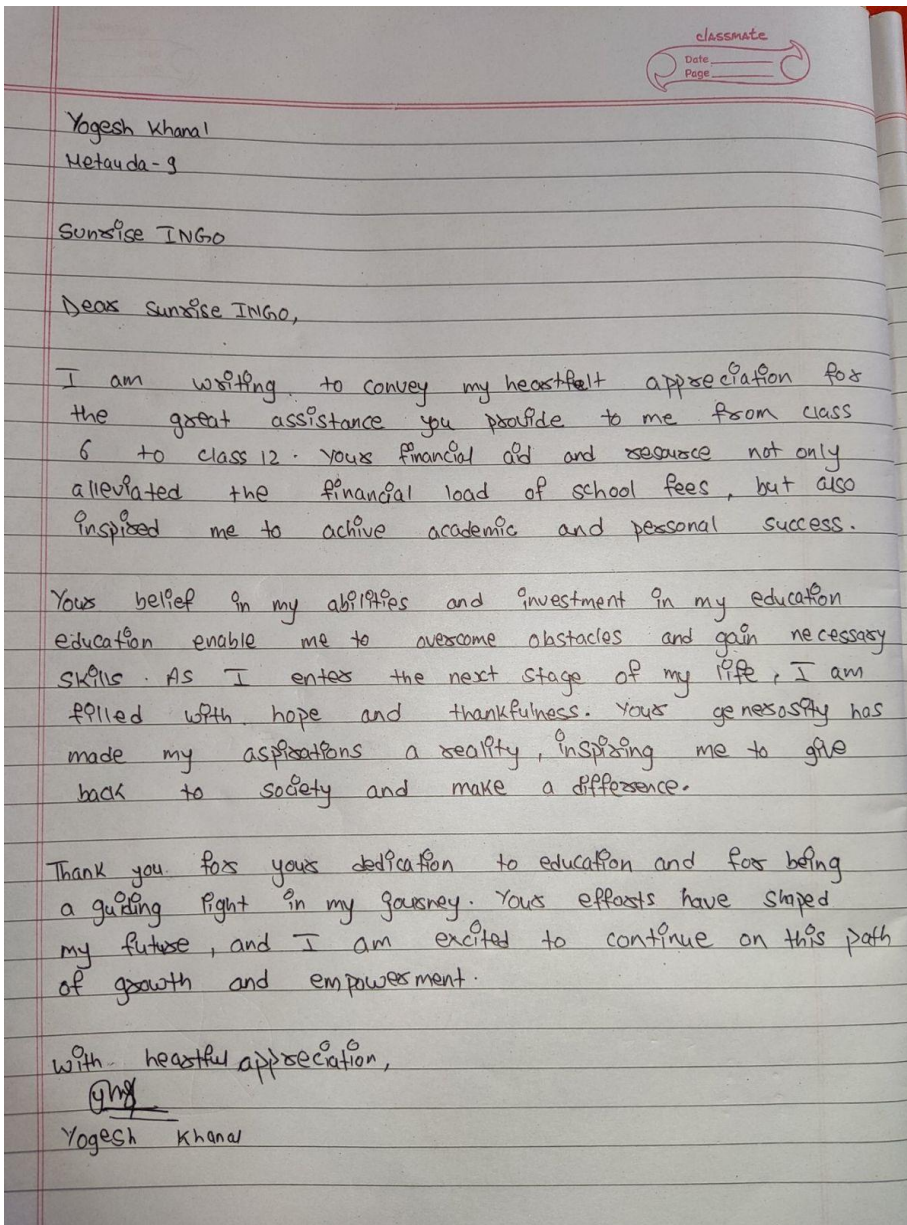 classmate
Date
Page
Yogesh Khanal
Hetauda-9
Sunrise INGO
Dear Sunrise INGO,
I am writing to convey my heartfelt appreciation for
the great assistance you provide to me from class
6 to class 12. Your financial aid and resource not only
alleviated the financial load of school fees, but also
inspired me to achive academic and personal success.
Your belief in my abilities and investment in my education
education enable me to overcome obstacles and gain necessary
skills. As I enter the next stage of my life, I am
filled with hope and thankfulness. Your generosity has
made my aspirations a reality, inspiring me to give
back to society and make a difference.
Thank you for your dedication to education and for being
a guiding light in my journey. Your efforts have shaped
my future, and I am excited to continue on this path
of growth and empowerment.
With heartful appreciation,
Yogesh Khanal